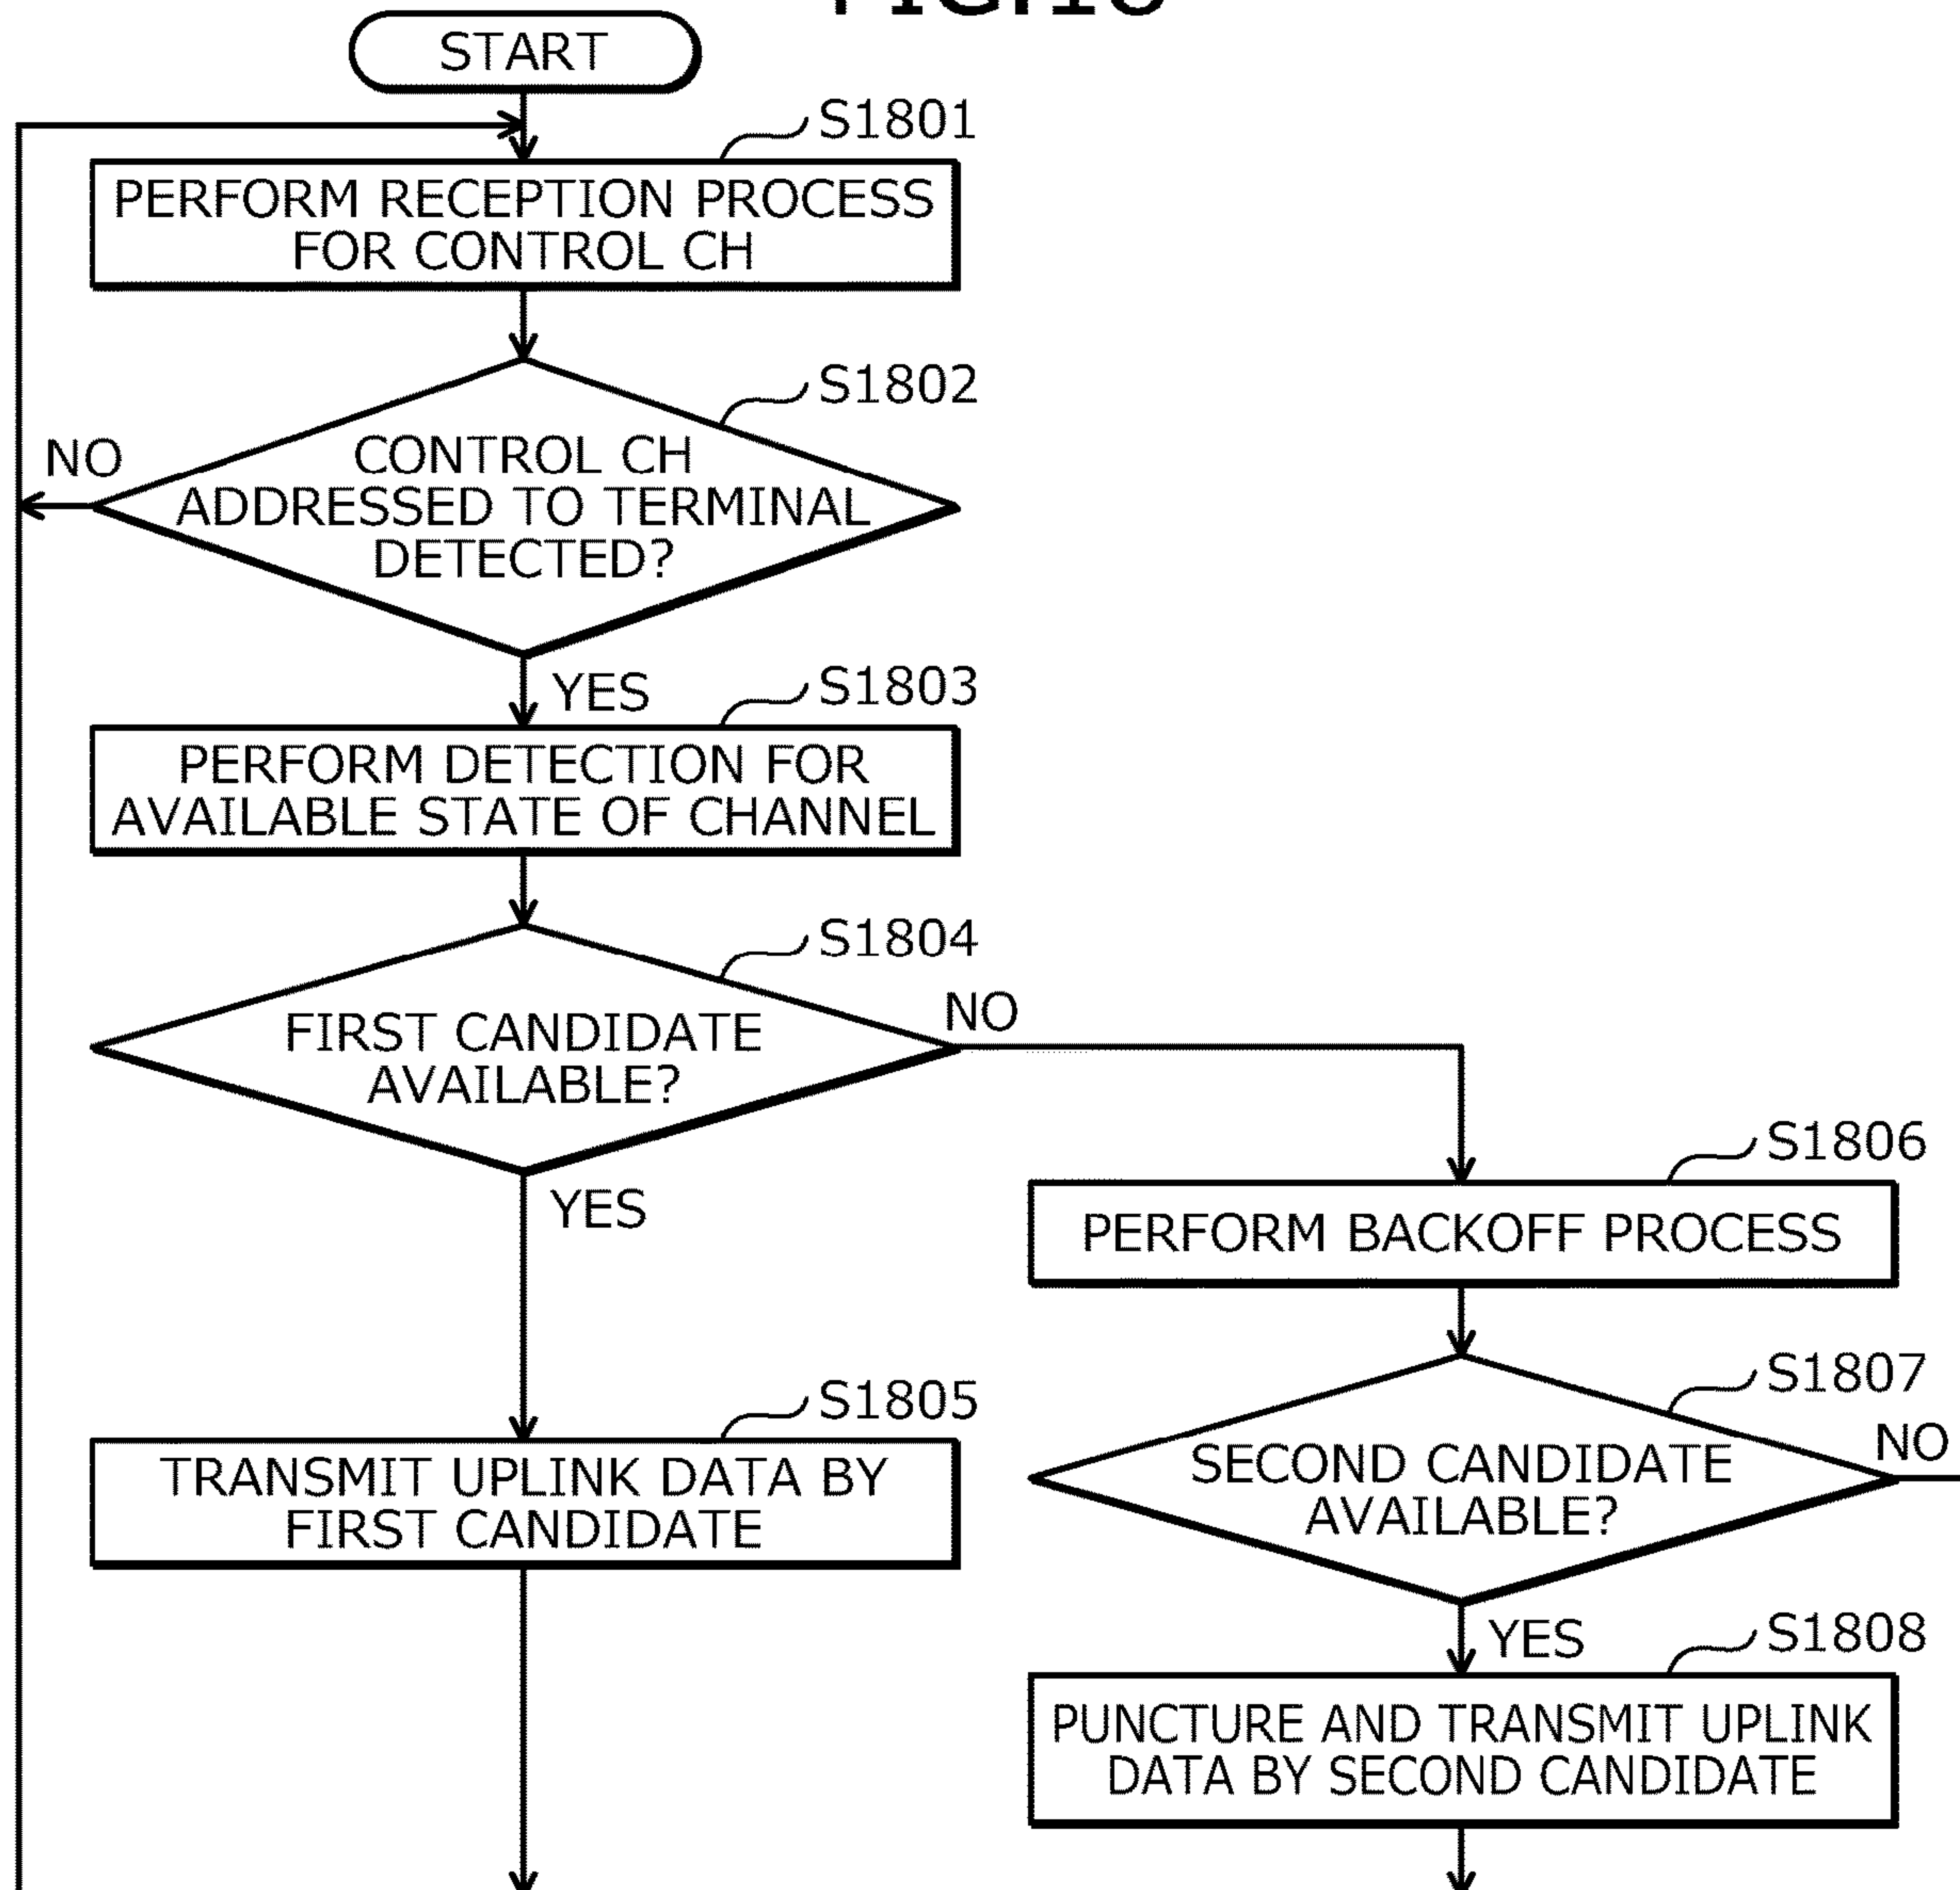 START
S1801
PERFORM RECEPTION PROCESS
FOR CONTROL CH
S1802
NO
CONTROL CH
ADDRESSED TO TERMINAL
DETECTED?
YES
S1803
PERFORM DETECTION FOR
AVAILABLE STATE OF CHANNEL
S1804
NO
FIRST CANDIDATE
AVAILABLE?
YES
S1806
PERFORM BACKOFF PROCESS
S1805
TRANSMIT UPLINK DATA BY
FIRST CANDIDATE
S1807
NO
SECOND CANDIDATE
AVAILABLE?
YES
S1808
PUNCTURE AND TRANSMIT UPLINK
DATA BY SECOND CANDIDATE